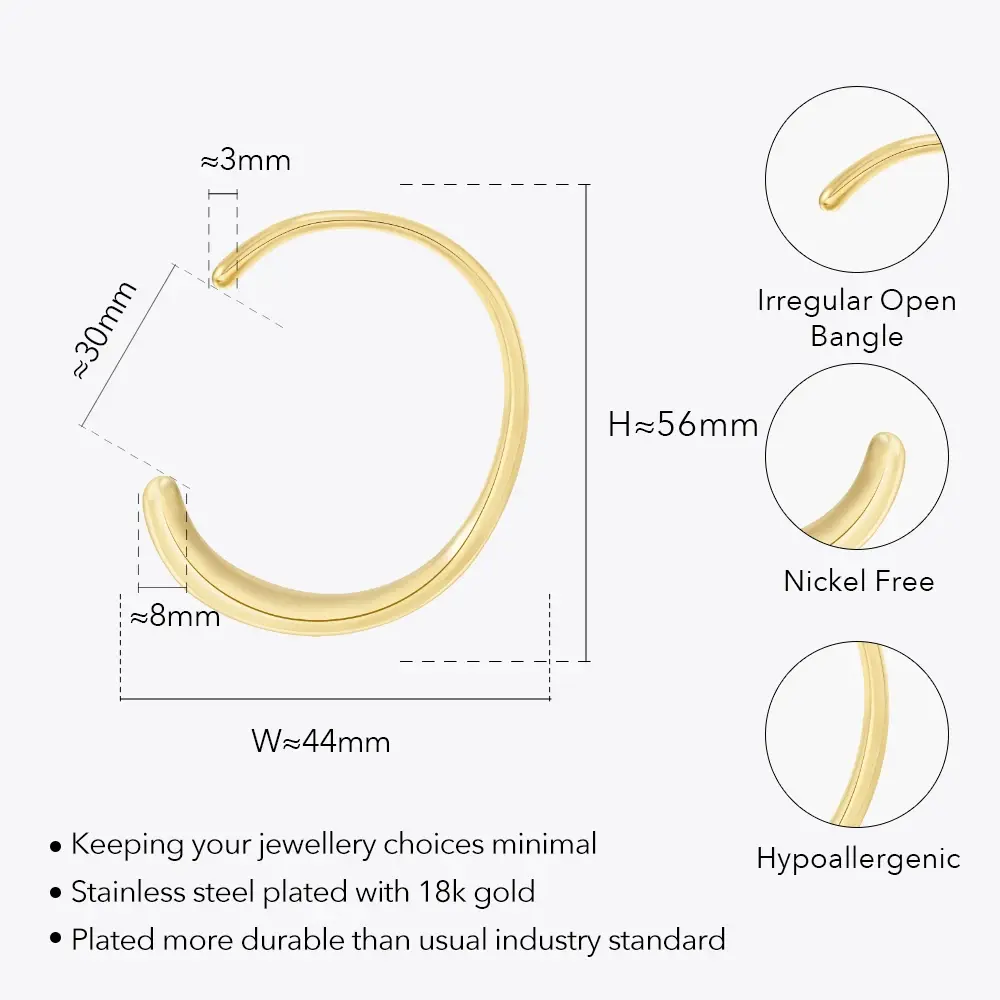 ≈3mm
≈30mm
H≈56mm
≈8mm
W≈44mm
Irregular Open
Bangle
Nickel Free
Hypoallergenic
• Keeping your jewellery choices minimal
• Stainless steel plated with 18k gold
• Plated more durable than usual industry standard